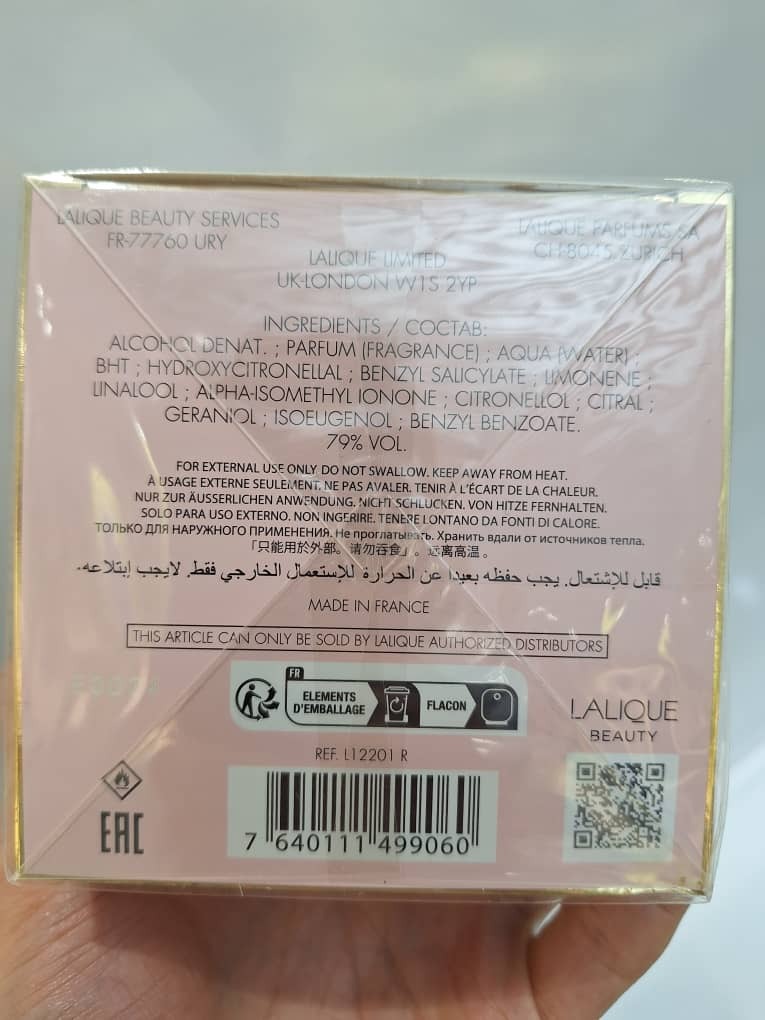 LALIQUE BEAUTY SERVICES
FR-77760 URY
LALIQUE PARFUMS SA
CH-8045 ZURICH
LALIQUE LIMITED
UK-LONDON W1S 2YP
INGREDIENTS / СОСТАВ:
ALCOHOL DENAT. ; PARFUM (FRAGRANCE) ; AQUA (WATER) ;
BHT ; HYDROXYCITRONELLAL ; BENZYL SALICYLATE ; LIMONENE ;
LINALOOL ; ALPHA-ISOMETHYL IONONE ; CITRONELLOL ; CITRAL ;
GERANIOL ; ISOEUGENOL ; BENZYL BENZOATE.
79% VOL.
FOR EXTERNAL USE ONLY. DO NOT SWALLOW. KEEP AWAY FROM HEAT.
À USAGE EXTERNE SEULEMENT. NE PAS AVALER. TENIR À L'ÉCART DE LA CHALEUR.
NUR ZUR ÄUSSERLICHEN ANWENDUNG. NICHT SCHLUCKEN. VON HITZE FERNHALTEN.
SOLO PARA USO EXTERNO. NON INGERIRE. TENERE LONTANO DA FONTI DI CALORE.
ТОЛЬКО ДЛЯ НАРУЖНОГО ПРИМЕНЕНИЯ. Не проглатывать. Хранить вдали от источников тепла.
「只能用於外部。请勿吞食」。远离高温 。
قابل للإشتعال. يجب حفظه بعيدا عن الحرارة للإستعمال الخارجي فقط. لايجب إبتلاعه.
MADE IN FRANCE
THIS ARTICLE CAN ONLY BE SOLD BY LALIQUE AUTHORIZED DISTRIBUTORS
FR
ELEMENTS
D'EMBALLAGE
FLACON
LALIQUE
BEAUTY
REF. L12201 R
EAC
7 640111 499060